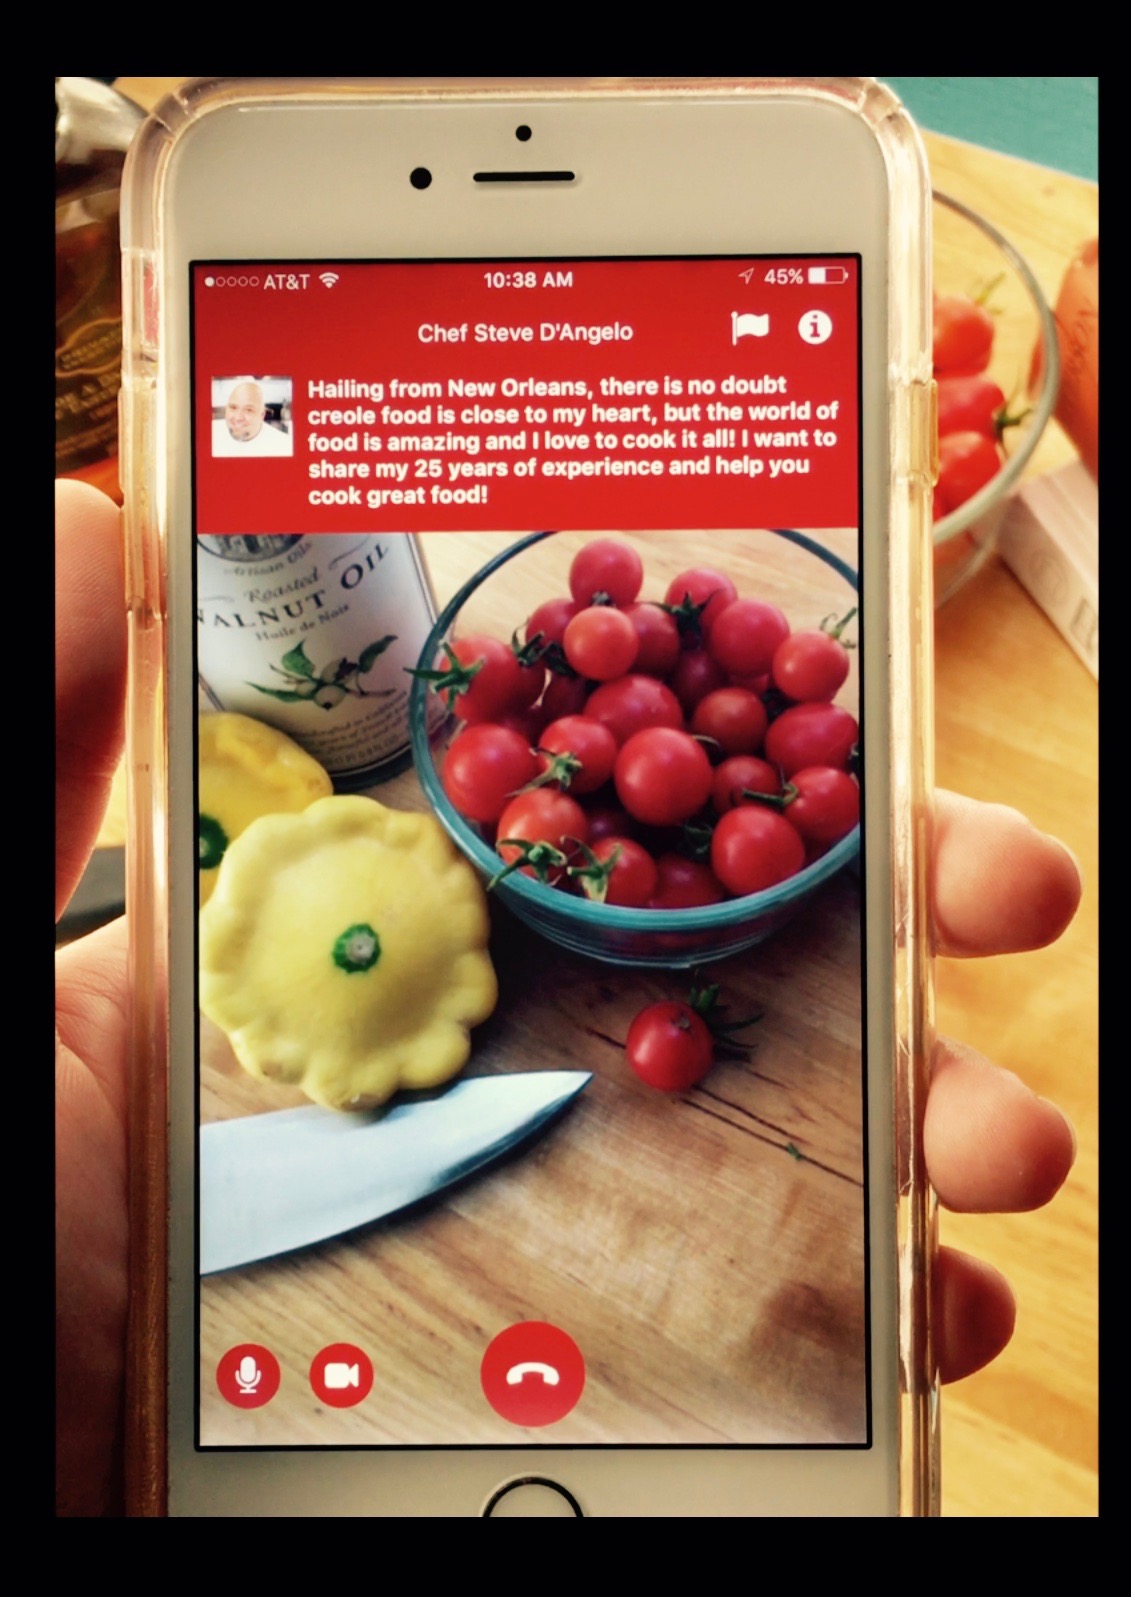 AT&T 10:38 AM 45%
Chef Steve D'Angelo
Hailing from New Orleans, there is no doubt
creole food is close to my heart, but the world of
food is amazing and I love to cook it all! I want to
share my 25 years of experience and help you
cook great food!
Artisan Oils
Roasted
WALNUT OIL
Huile de Noix